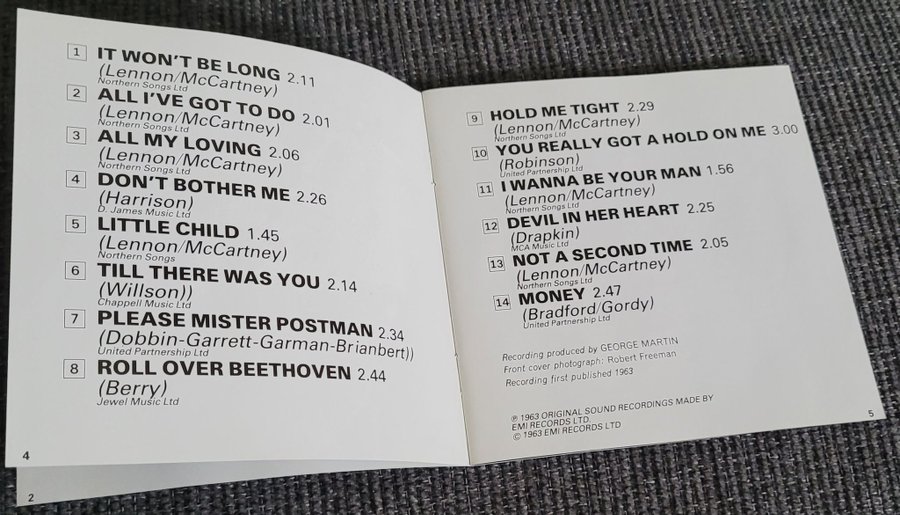 1 IT WON'T BE LONG 2.11
(Lennon/McCartney)
Northern Songs Ltd
2 ALL I'VE GOT TO DO 2.01
(Lennon/McCartney)
Northern Songs Ltd
3 ALL MY LOVING 2.06
(Lennon/McCartney)
Northern Songs Ltd
4 DON'T BOTHER ME 2.26
(Harrison)
D. James Music Ltd
5 LITTLE CHILD 1.45
(Lennon/McCartney)
Northern Songs
6 TILL THERE WAS YOU 2.14
(Willson))
Chappell Music Ltd
7 PLEASE MISTER POSTMAN 2.34
(Dobbin-Garrett-Garman-Brianbert))
United Partnership Ltd
8 ROLL OVER BEETHOVEN 2.44
(Berry)
Jewel Music Ltd
4
2
9 HOLD ME TIGHT 2.29
(Lennon/McCartney)
Northern Songs Ltd
10 YOU REALLY GOT A HOLD ON ME 3.00
(Robinson)
United Partnership Ltd
11 I WANNA BE YOUR MAN 1.56
(Lennon/McCartney)
Northern Songs Ltd
12 DEVIL IN HER HEART 2.25
(Drapkin)
MCA Music Ltd
13 NOT A SECOND TIME 2.05
(Lennon/McCartney)
Northern Songs Ltd
14 MONEY 2.47
(Bradford/Gordy)
United Partnership Ltd
Recording produced by GEORGE MARTIN
Front cover photograph: Robert Freeman
Recording first published 1963
℗ 1963 ORIGINAL SOUND RECORDINGS MADE BY
EMI RECORDS LTD.
© 1963 EMI RECORDS LTD
5